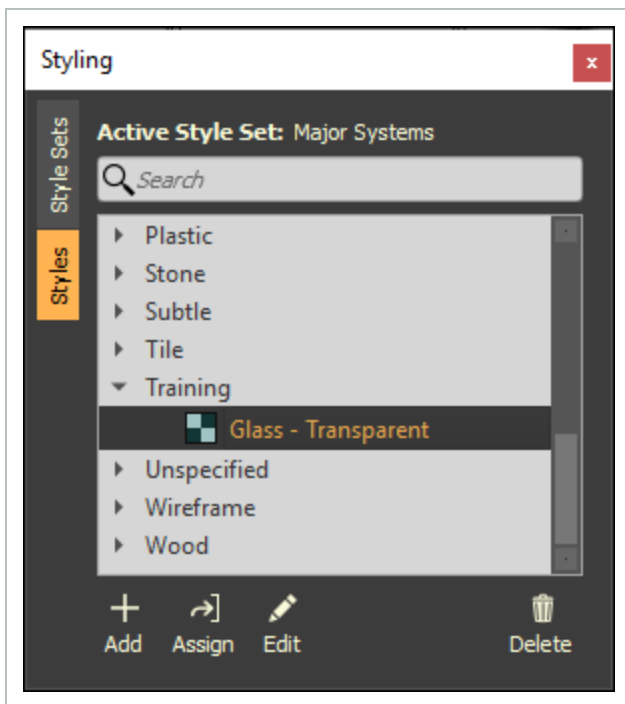 Styling
x
Style Sets
Styles
Active Style Set: Major Systems
Search
Plastic
Stone
Subtle
Tile
Training
Glass - Transparent
Unspecified
Wireframe
Wood
Add Assign Edit Delete